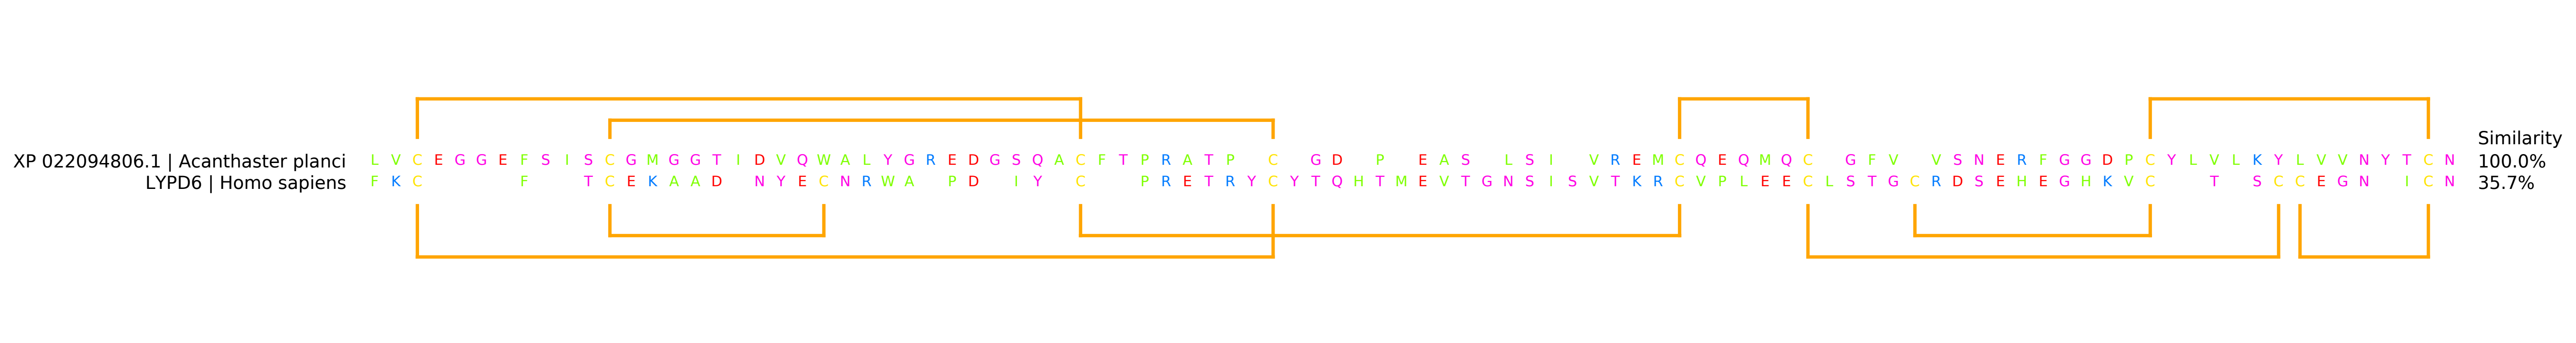 Similarity
XP 022094806.1 | Acanthaster planci L V C E G G E F S I S C G M G G T I D V Q W A L Y G R E D G S Q A C F T P R A T P C G D P E A S L S I V R E M C Q E Q M Q C G F V V S N E R F G G D P C Y L V L K Y L V V N Y T C N 100.0%
LYPD6 | Homo sapiens F K C F T C E K A A D N Y E C N R W A P D I Y C P R E T R Y C Y T Q H T M E V T G N S I S V T K R C V P L E E C L S T G C R D S E H E G H K V C T S C C E G N I C N 35.7%